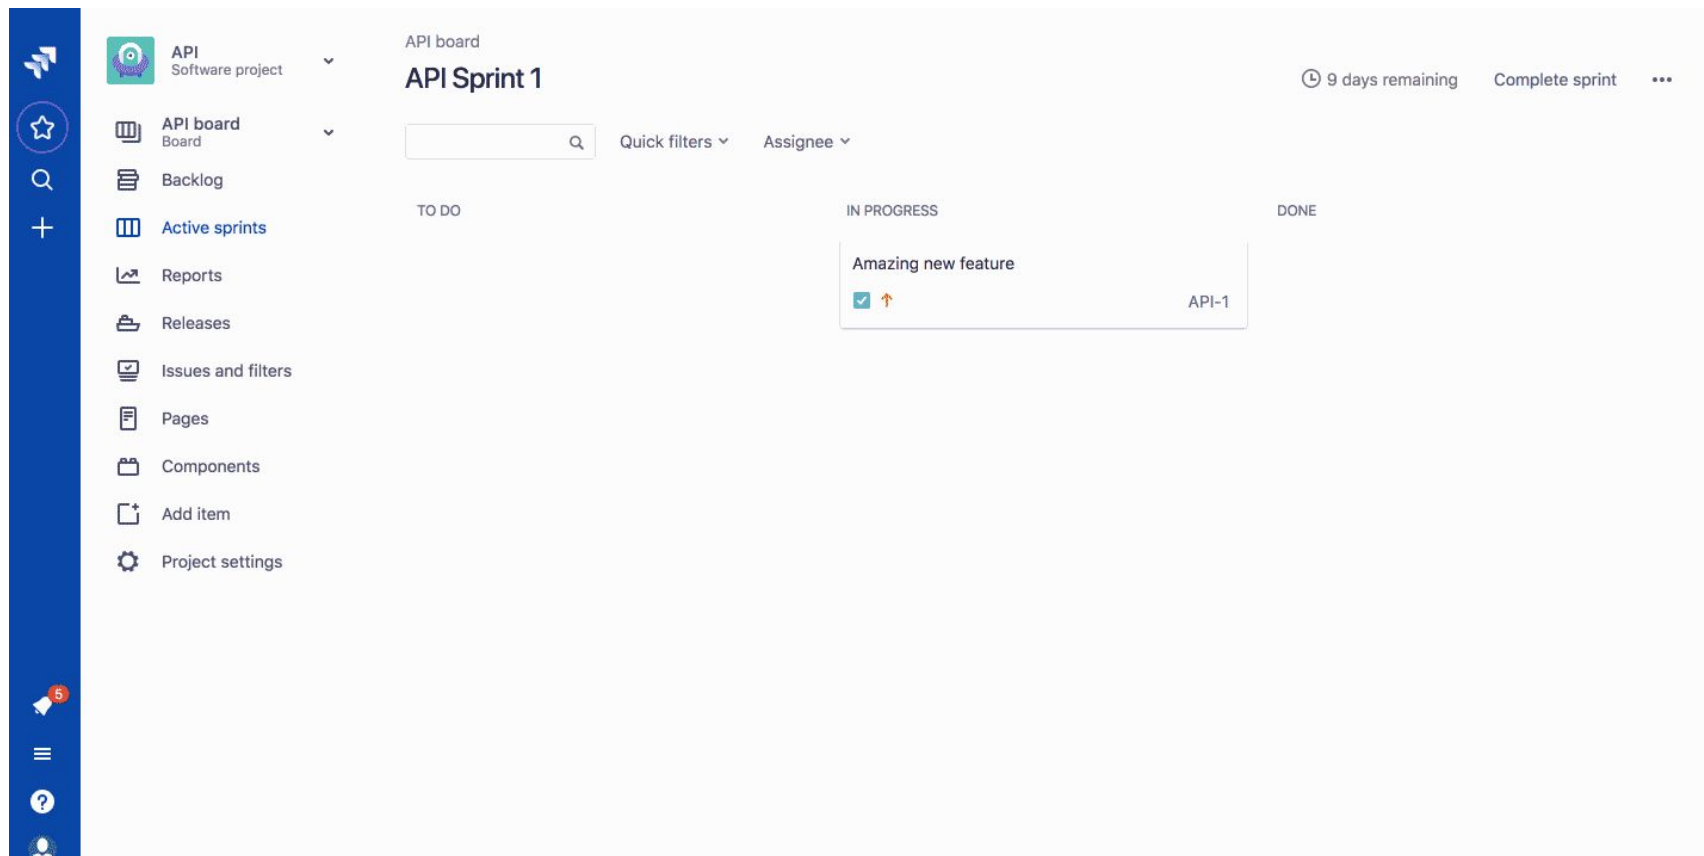 API
Software project
API board
Board
Backlog
Active sprints
Reports
Releases
Issues and filters
Pages
Components
Add item
Project settings
5
API board
API Sprint 1
9 days remaining Complete sprint
Quick filters Assignee
TO DO IN PROGRESS DONE
Amazing new feature
API-1